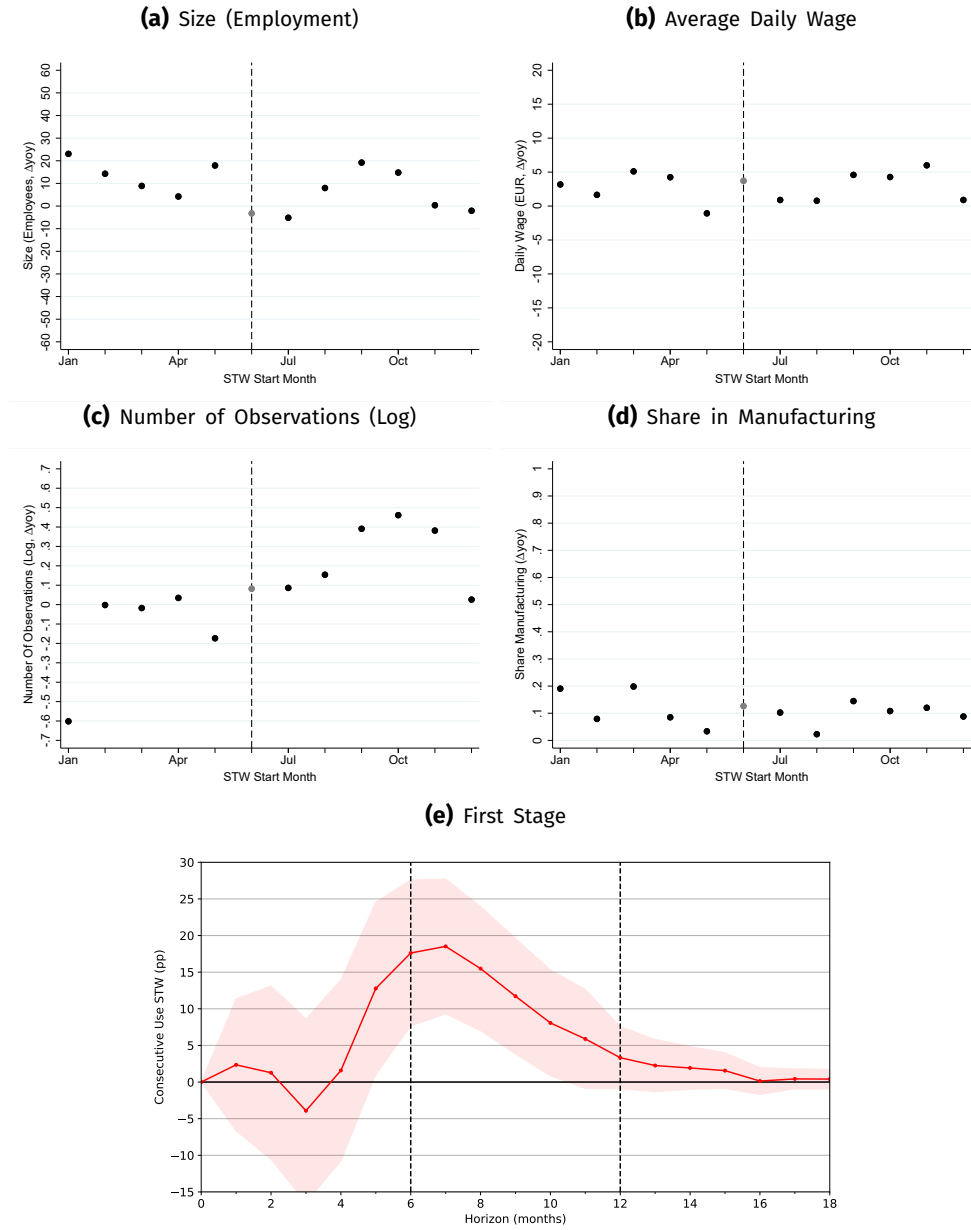 (a) Size (Employment)
Size (Employees, Δyoy)
60
50
40
30
20
10
0
-10
-20
-30
-40
-50
-60
Jan Apr Jul Oct
STW Start Month
(b) Average Daily Wage
Daily Wage (EUR, Δyoy)
20
15
10
5
0
-5
-10
-15
-20
Jan Apr Jul Oct
STW Start Month
(c) Number of Observations (Log)
Number Of Observations (Log, Δyoy)
.7
.6
.5
.4
.3
.2
.1
0
-.1
-.2
-.3
-.4
-.5
-.6
-.7
Jan Apr Jul Oct
STW Start Month
(d) Share in Manufacturing
Share Manufacturing (Δyoy)
1
.9
.8
.7
.6
.5
.4
.3
.2
.1
0
Jan Apr Jul Oct
STW Start Month
(e) First Stage
Consecutive Use STW (pp)
30
25
20
15
10
5
0
−5
−10
−15
0 2 4 6 8 10 12 14 16 18
Horizon (months)